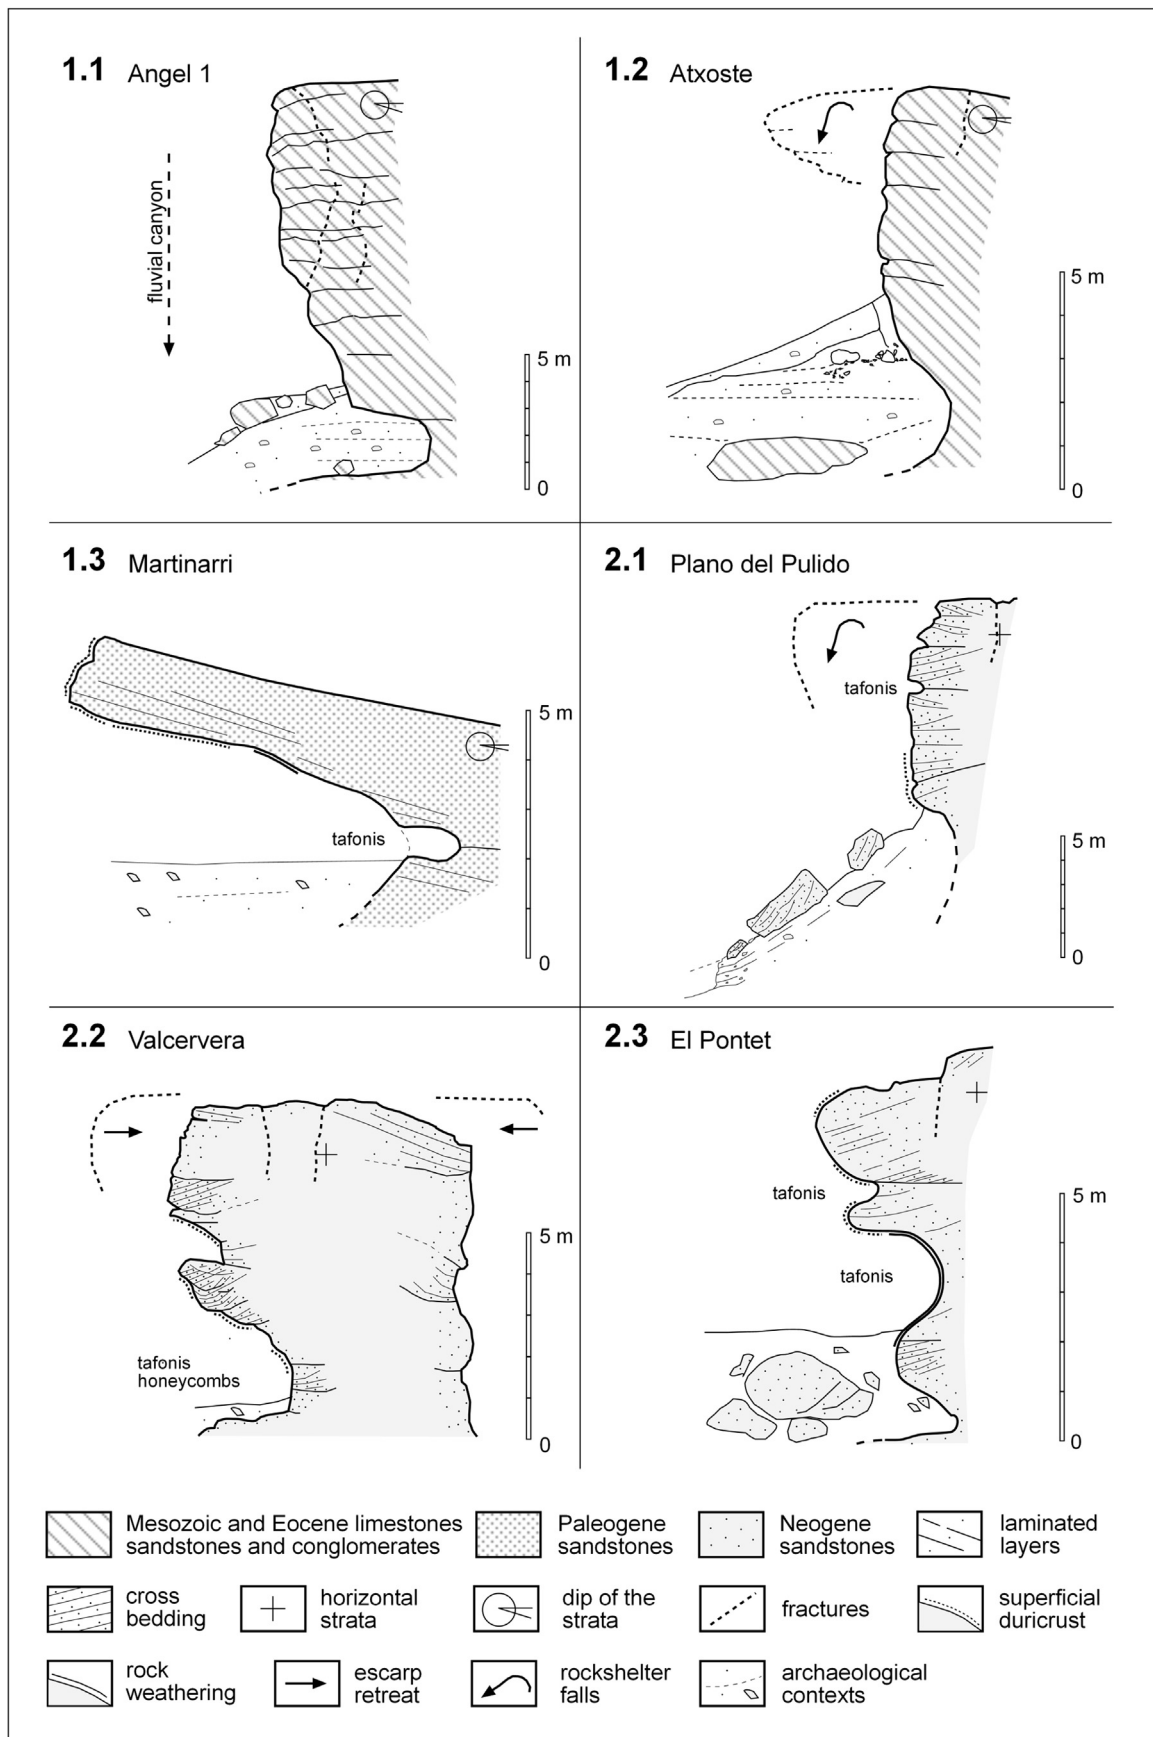 1.1 Angel 1
fluvial canyon
5 m
0
1.2 Atxoste
5 m
0
1.3 Martinarri
tafonis
5 m
0
2.1 Plano del Pulido
tafonis
5 m
0
2.2 Valcervera
tafonis
honeycombs
5 m
0
2.3 El Pontet
tafonis
tafonis
5 m
0
Mesozoic and Eocene limestones
sandstones and conglomerates
Paleogene
sandstones
Neogene
sandstones
laminated
layers
cross
bedding
horizontal
strata
dip of the
strata
fractures
superficial
duricrust
rock
weathering
escarp
retreat
rockshelter
falls
archaeological
contexts